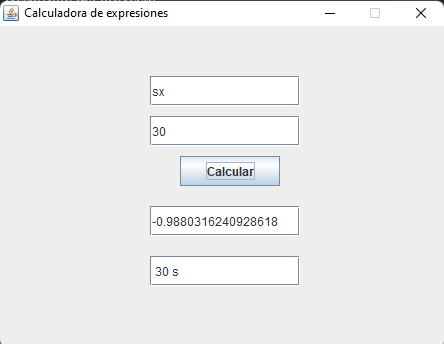 Calculadora de expresiones
sx
30
Calcular
-0.9880316240928618
30 s